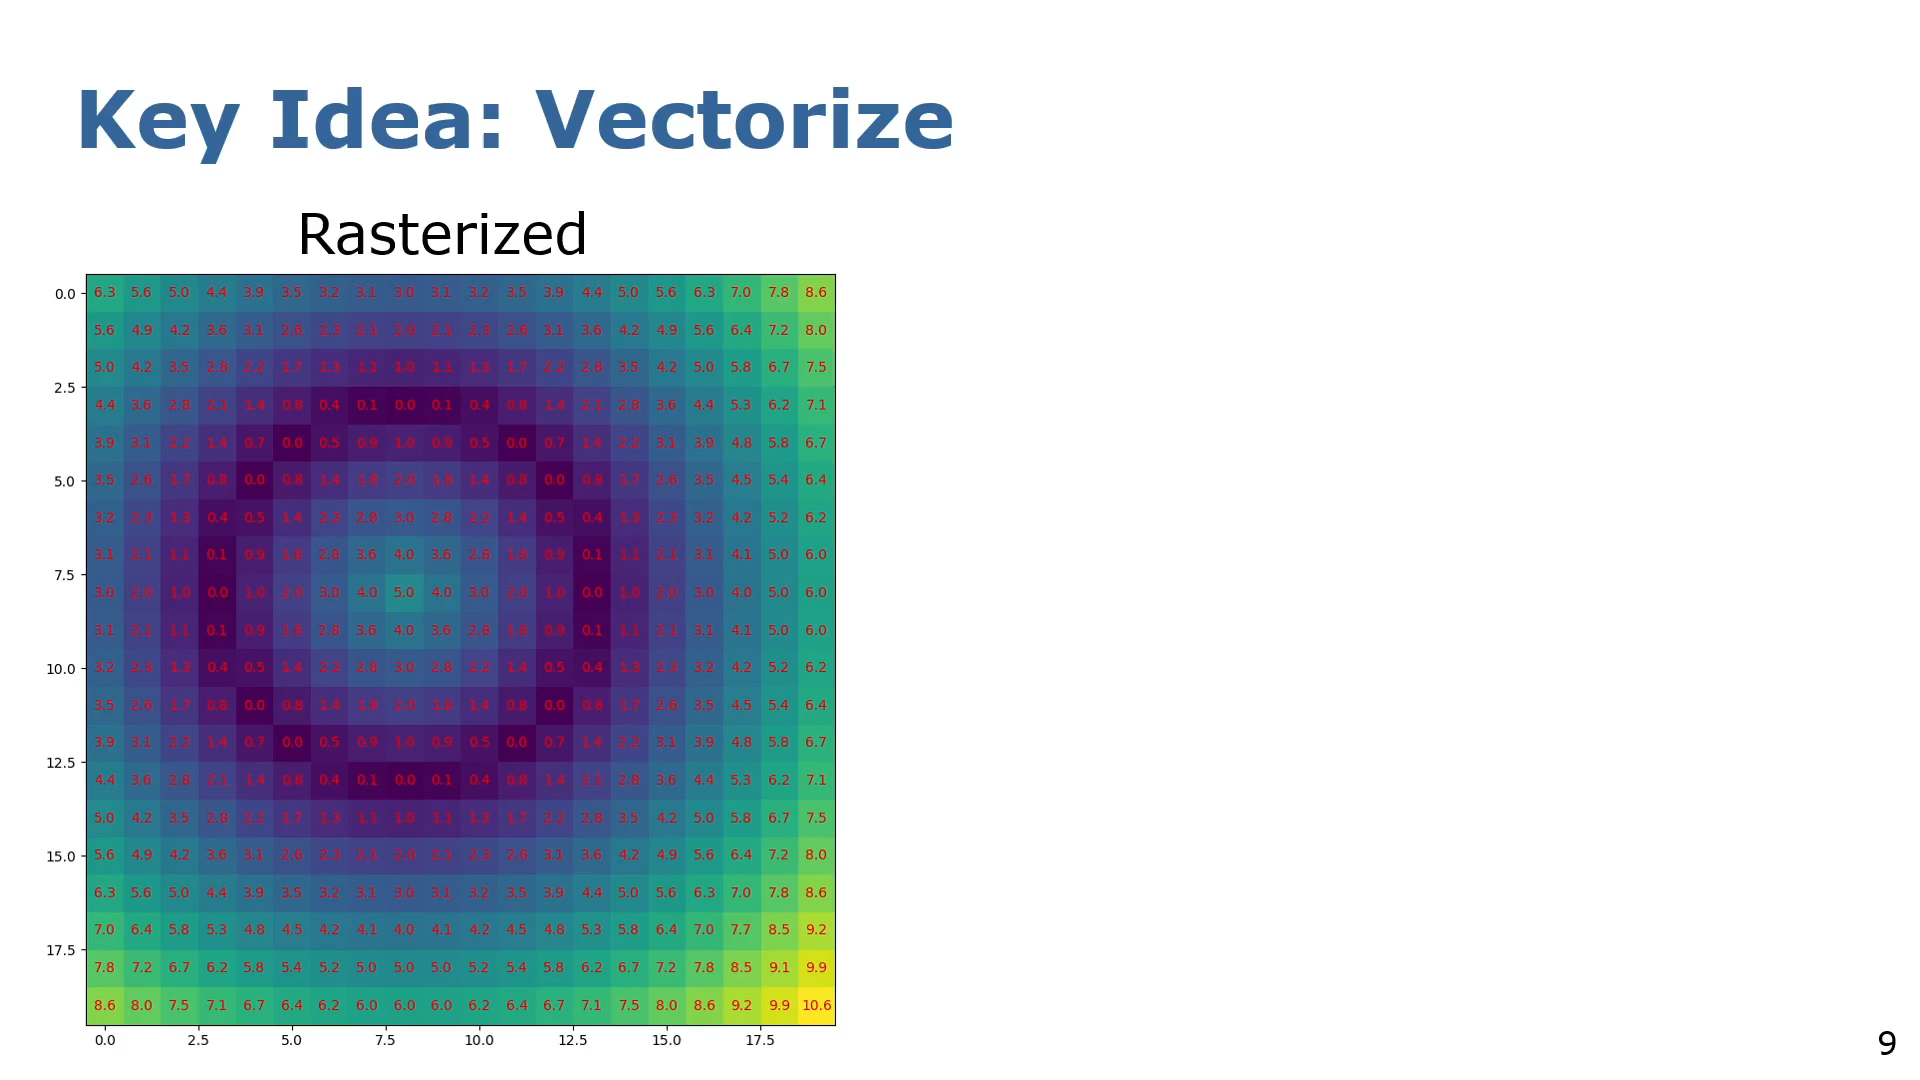 Key Idea: Vectorize
Rasterized
0.0 6.3 5.6 5.0 4.4 3.9 3.5 3.2 3.1 3.0 3.1 3.2 3.5 3.9 4.4 5.0 5.6 6.3 7.0 7.8 8.6
5.6 4.9 4.2 3.6 3.1 2.6 2.3 2.1 2.0 2.1 2.3 2.6 3.1 3.6 4.2 4.9 5.6 6.4 7.2 8.0
5.0 4.2 3.5 2.8 2.2 1.7 1.3 1.1 1.0 1.1 1.3 1.7 2.2 2.8 3.5 4.2 5.0 5.8 6.7 7.5
2.5
4.4 3.6 2.8 2.1 1.4 0.8 0.4 0.1 0.0 0.1 0.4 0.8 1.4 2.1 2.8 3.6 4.4 5.3 6.2 7.1
3.9 3.1 2.2 1.4 0.7 0.0 0.5 0.9 1.0 0.9 0.5 0.0 0.7 1.4 2.2 3.1 3.9 4.8 5.8 6.7
5.0 3.5 2.6 1.7 0.8 0.0 0.8 1.4 1.8 2.0 1.8 1.4 0.8 0.0 0.8 1.7 2.6 3.5 4.5 5.4 6.4
3.2 2.3 1.3 0.4 0.5 1.4 2.2 2.8 3.0 2.8 2.2 1.4 0.5 0.4 1.3 2.3 3.2 4.2 5.2 6.2
3.1 2.1 1.1 0.1 0.9 1.8 2.8 3.6 4.0 3.6 2.8 1.8 0.9 0.1 1.1 2.1 3.1 4.1 5.0 6.0
7.5
3.0 2.0 1.0 0.0 1.0 2.0 3.0 4.0 5.0 4.0 3.0 2.0 1.0 0.0 1.0 2.0 3.0 4.0 5.0 6.0
3.1 2.1 1.1 0.1 0.9 1.8 2.8 3.6 4.0 3.6 2.8 1.8 0.9 0.1 1.1 2.1 3.1 4.1 5.0 6.0
10.0 3.2 2.3 1.3 0.4 0.5 1.4 2.2 2.8 3.0 2.8 2.2 1.4 0.5 0.4 1.3 2.3 3.2 4.2 5.2 6.2
3.5 2.6 1.7 0.8 0.0 0.8 1.4 1.8 2.0 1.8 1.4 0.8 0.0 0.8 1.7 2.6 3.5 4.5 5.4 6.4
3.9 3.1 2.2 1.4 0.7 0.0 0.5 0.9 1.0 0.9 0.5 0.0 0.7 1.4 2.2 3.1 3.9 4.8 5.8 6.7
12.5
4.4 3.6 2.8 2.1 1.4 0.8 0.4 0.1 0.0 0.1 0.4 0.8 1.4 2.1 2.8 3.6 4.4 5.3 6.2 7.1
5.0 4.2 3.5 2.8 2.2 1.7 1.3 1.1 1.0 1.1 1.3 1.7 2.2 2.8 3.5 4.2 5.0 5.8 6.7 7.5
15.0 5.6 4.9 4.2 3.6 3.1 2.6 2.3 2.1 2.0 2.1 2.3 2.6 3.1 3.6 4.2 4.9 5.6 6.4 7.2 8.0
6.3 5.6 5.0 4.4 3.9 3.5 3.2 3.1 3.0 3.1 3.2 3.5 3.9 4.4 5.0 5.6 6.3 7.0 7.8 8.6
7.0 6.4 5.8 5.3 4.8 4.5 4.2 4.1 4.0 4.1 4.2 4.5 4.8 5.3 5.8 6.4 7.0 7.7 8.5 9.2
17.5
7.8 7.2 6.7 6.2 5.8 5.4 5.2 5.0 5.0 5.0 5.2 5.4 5.8 6.2 6.7 7.2 7.8 8.5 9.1 9.9
8.6 8.0 7.5 7.1 6.7 6.4 6.2 6.0 6.0 6.0 6.2 6.4 6.7 7.1 7.5 8.0 8.6 9.2 9.9 10.6
0.0 2.5 5.0 7.5 10.0 12.5 15.0 17.5
9